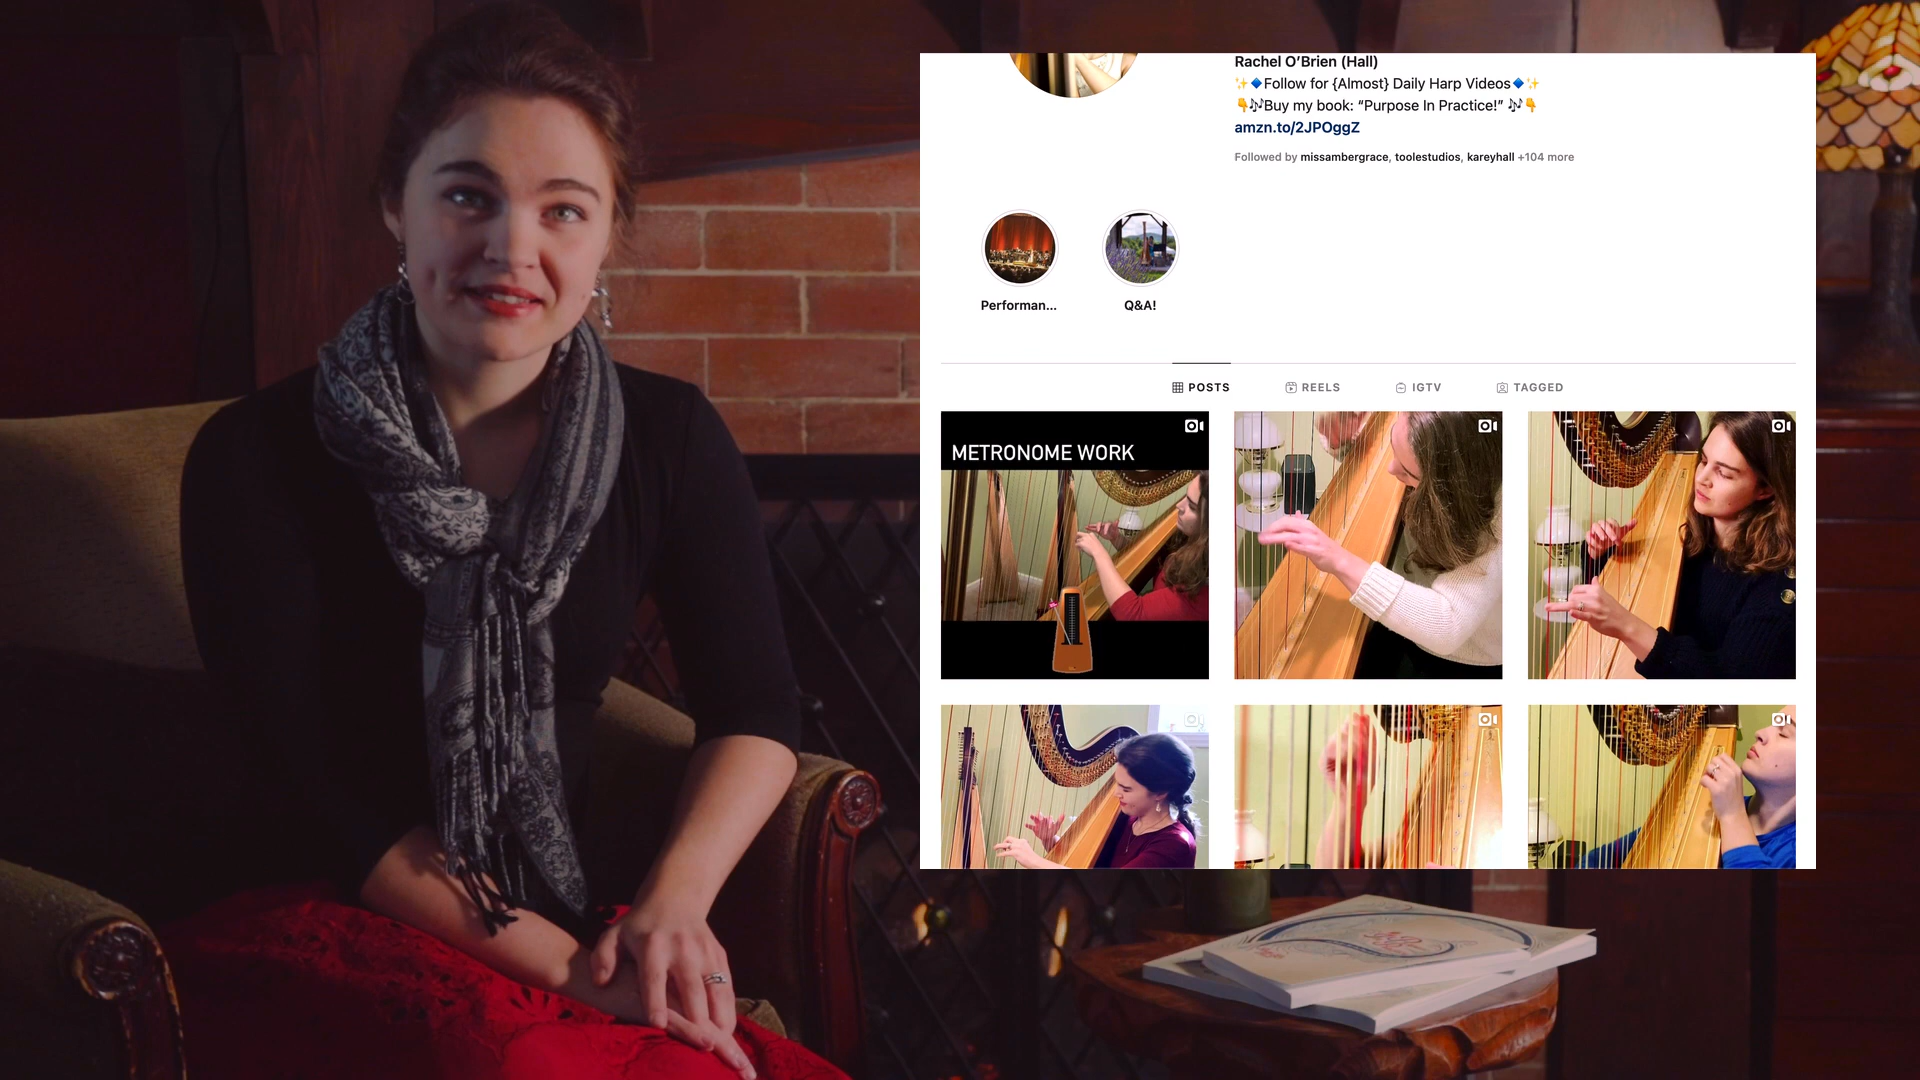 Rachel O’Brien (Hall)
✨🔹Follow for {Almost} Daily Harp Videos🔹✨
👇🎶Buy my book: “Purpose In Practice!” 🎶👇
amzn.to/2JPOggZ
Followed by missambergrace, toolestudios, kareyhall +104 more
Performan...
Q&A!
POSTS
REELS
IGTV
TAGGED
METRONOME WORK